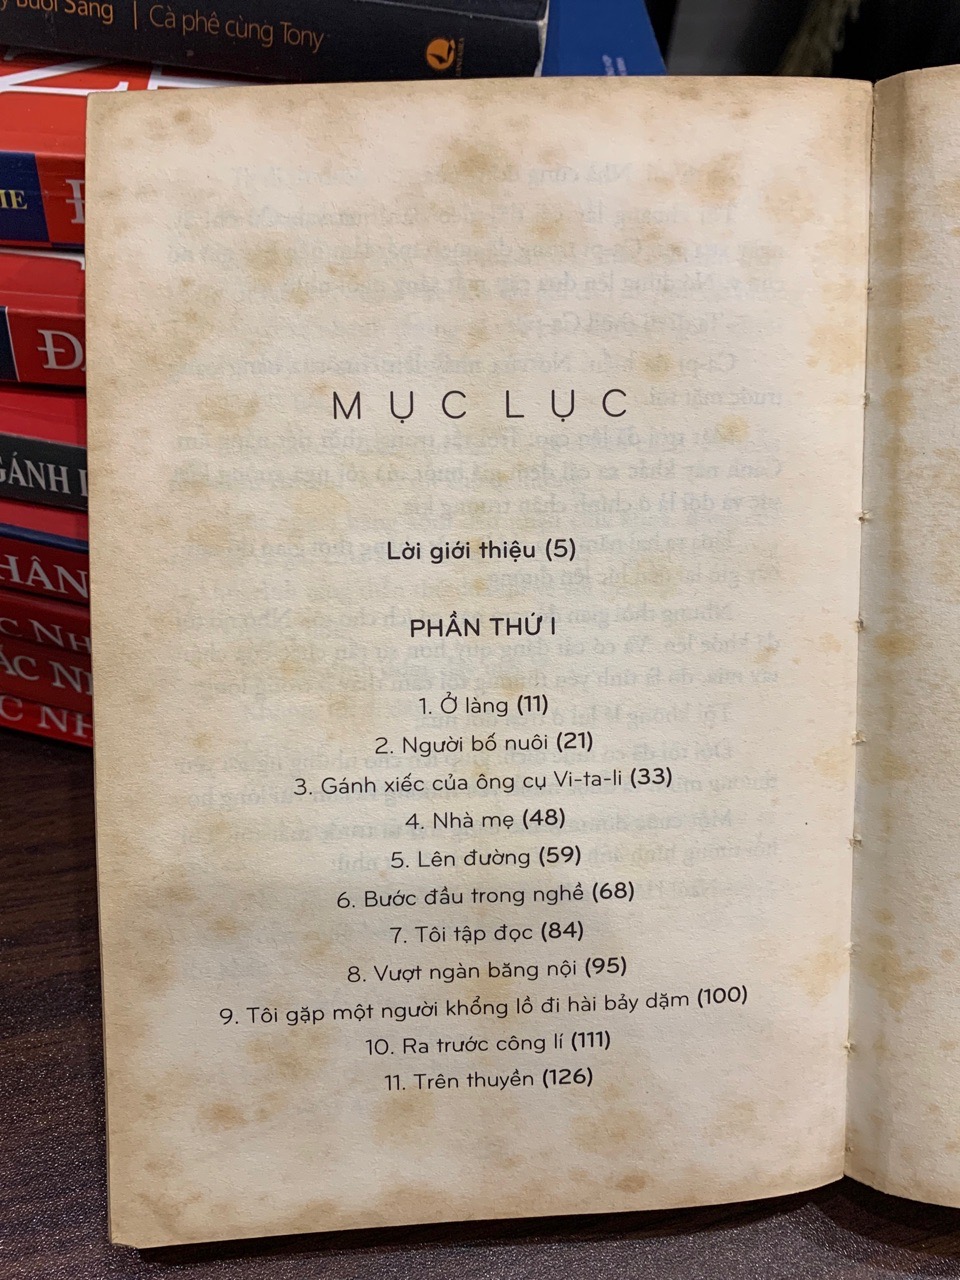 Buổi Sáng | Cà phê cùng Tony
GÁNH
HÂN
MỤC LỤC
Lời giới thiệu (5)
PHẦN THỨ I
1. Ở làng (11)
2. Người bố nuôi (21)
3. Gánh xiếc của ông cụ Vi-ta-li (33)
4. Nhà mẹ (48)
5. Lên đường (59)
6. Bước đầu trong nghề (68)
7. Tôi tập đọc (84)
8. Vượt ngàn băng nội (95)
9. Tôi gặp một người khổng lồ đi hài bảy dặm (100)
10. Ra trước công lí (111)
11. Trên thuyền (126)